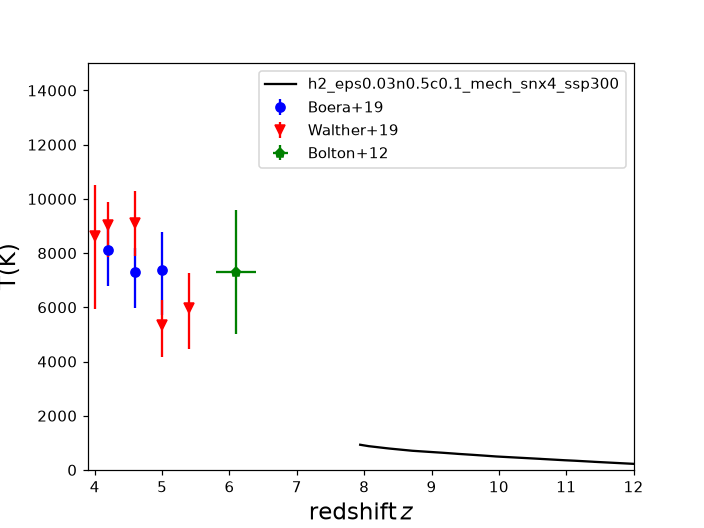 h2_eps0.03n0.5c0.1_mech_snx4_ssp300
Boera+19
Walther+19
Bolton+12
14000
12000
10000
8000
6000
4000
2000
0
T(K)
4 5 6 7 8 9 10 11 12
redshift z